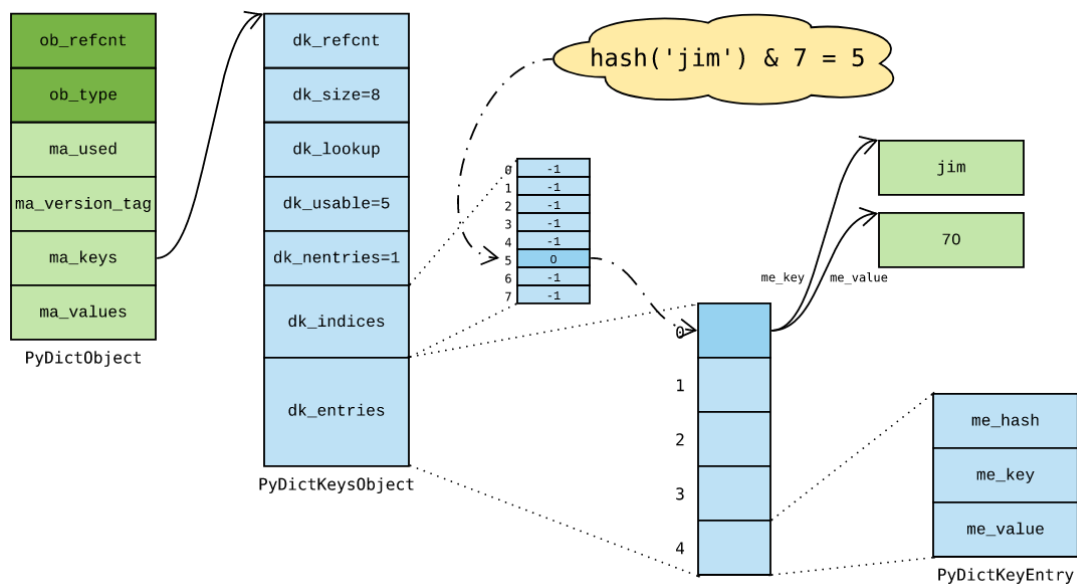 ob_refcnt
ob_type
ma_used
ma_version_tag
ma_keys
ma_values
PyDictObject
dk_refcnt
dk_size=8
dk_lookup
dk_usable=5
dk_nentries=1
dk_indices
dk_entries
PyDictKeysObject
hash('jim') & 7 = 5
0 -1
1 -1
2 -1
3 -1
4 -1
5 0
6 -1
7 -1
jim
70
me_key
me_value
0
1
2
3
4
me_hash
me_key
me_value
PyDictKeyEntry